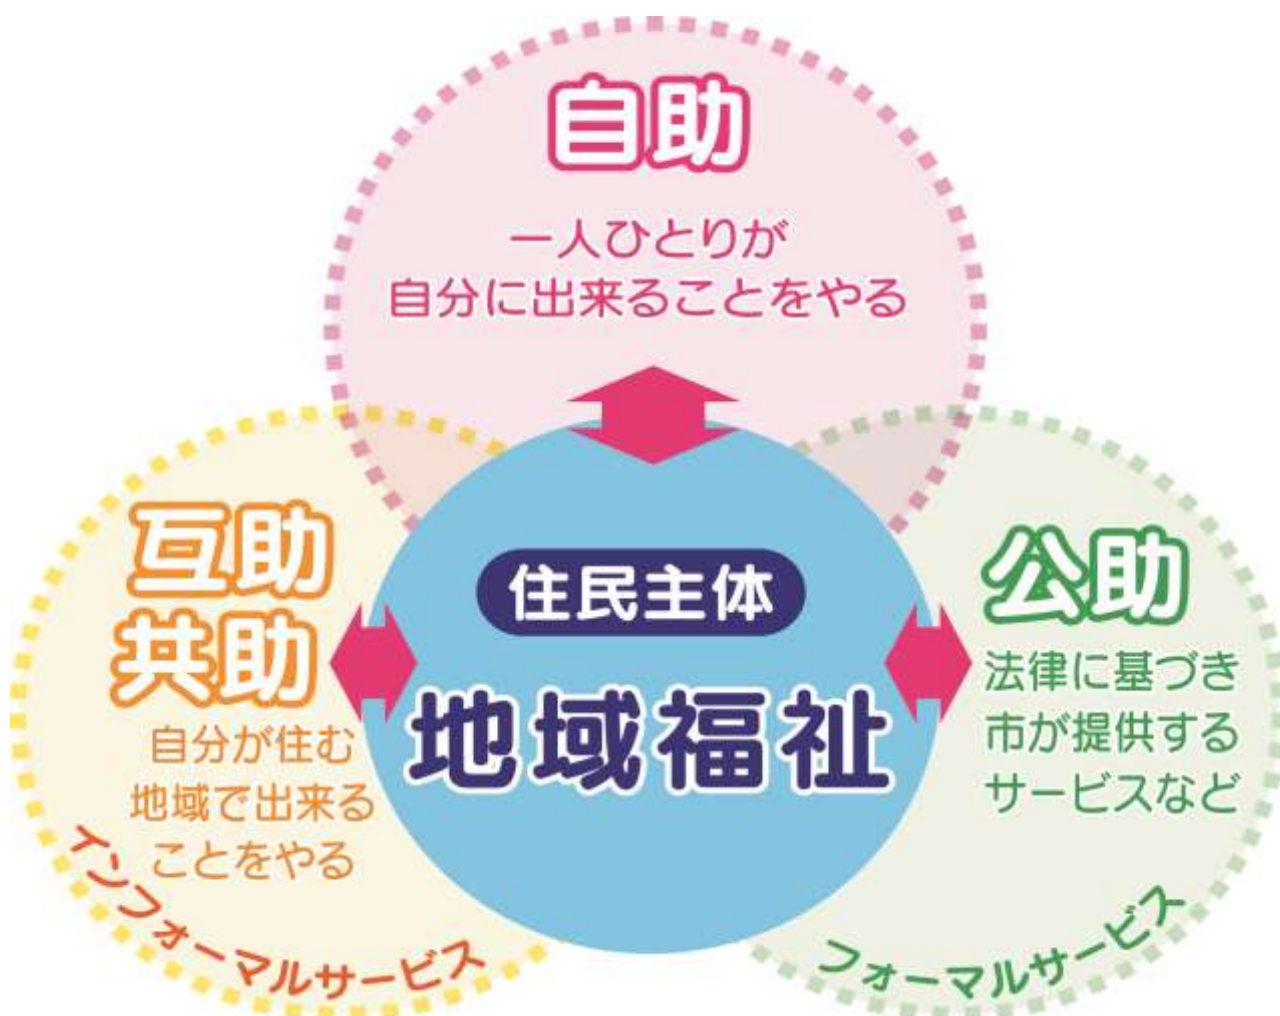 自助
一人ひとりが
自分に出来ることをやる
互助
共助
自分が住む
地域で出来る
ことをやる
インフォーマルサービス
住民主体
地域福祉
公助
法律に基づき
市が提供する
サービスなど
フォーマルサービス